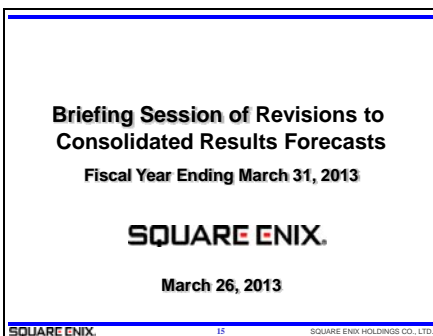 Briefing Session of Revisions to
Consolidated Results Forecasts
Fiscal Year Ending March 31, 2013
SQUARE ENIX.
March 26, 2013
SQUARE ENIX. 15 SQUARE ENIX HOLDINGS CO., LTD.